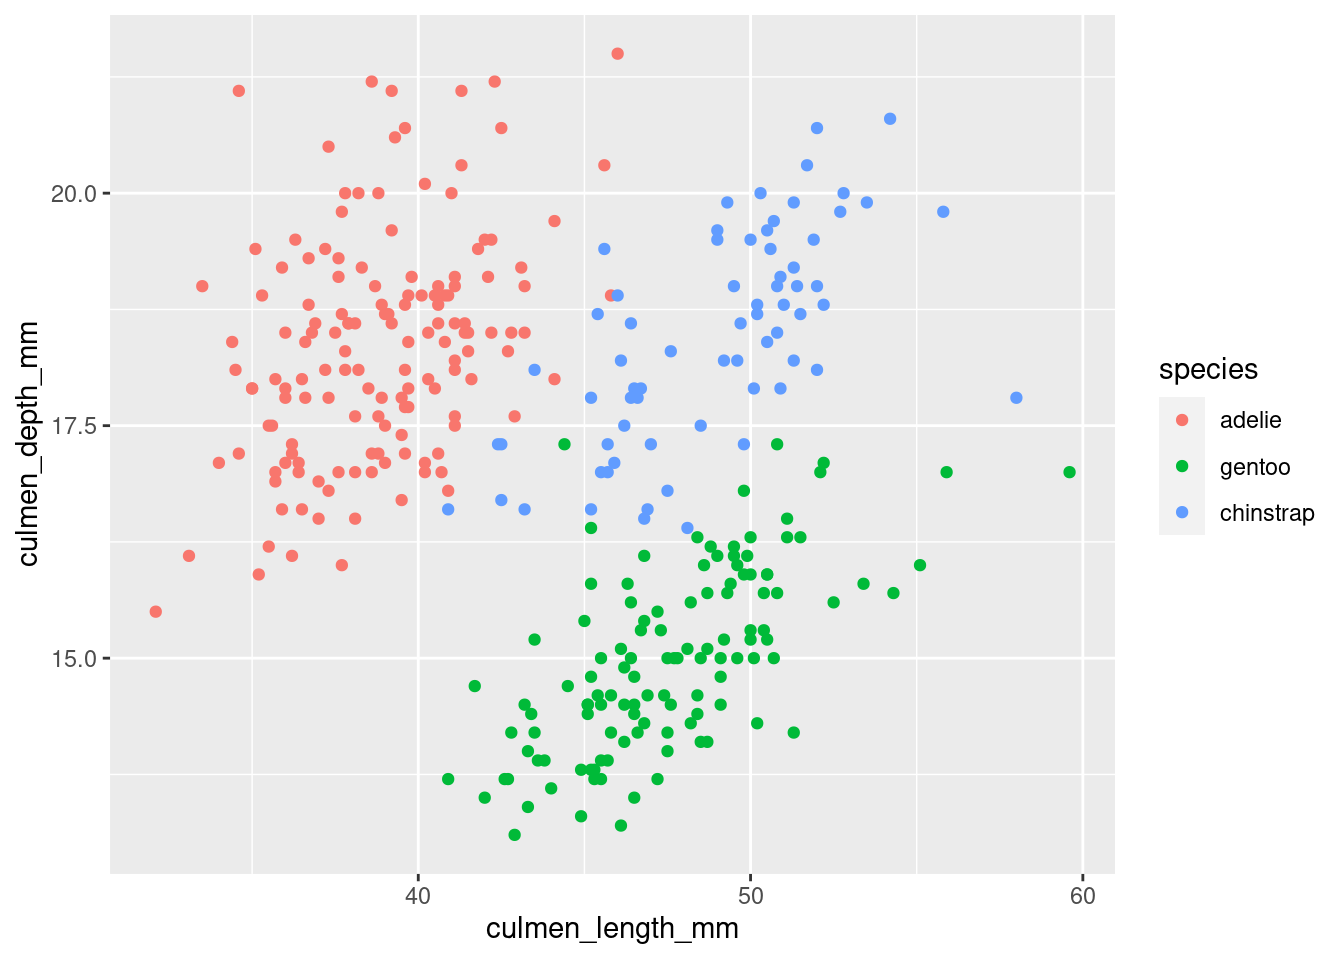 culmen_depth_mm
20.0
17.5
15.0
40
50
60
culmen_length_mm
species
adelie
gentoo
chinstrap